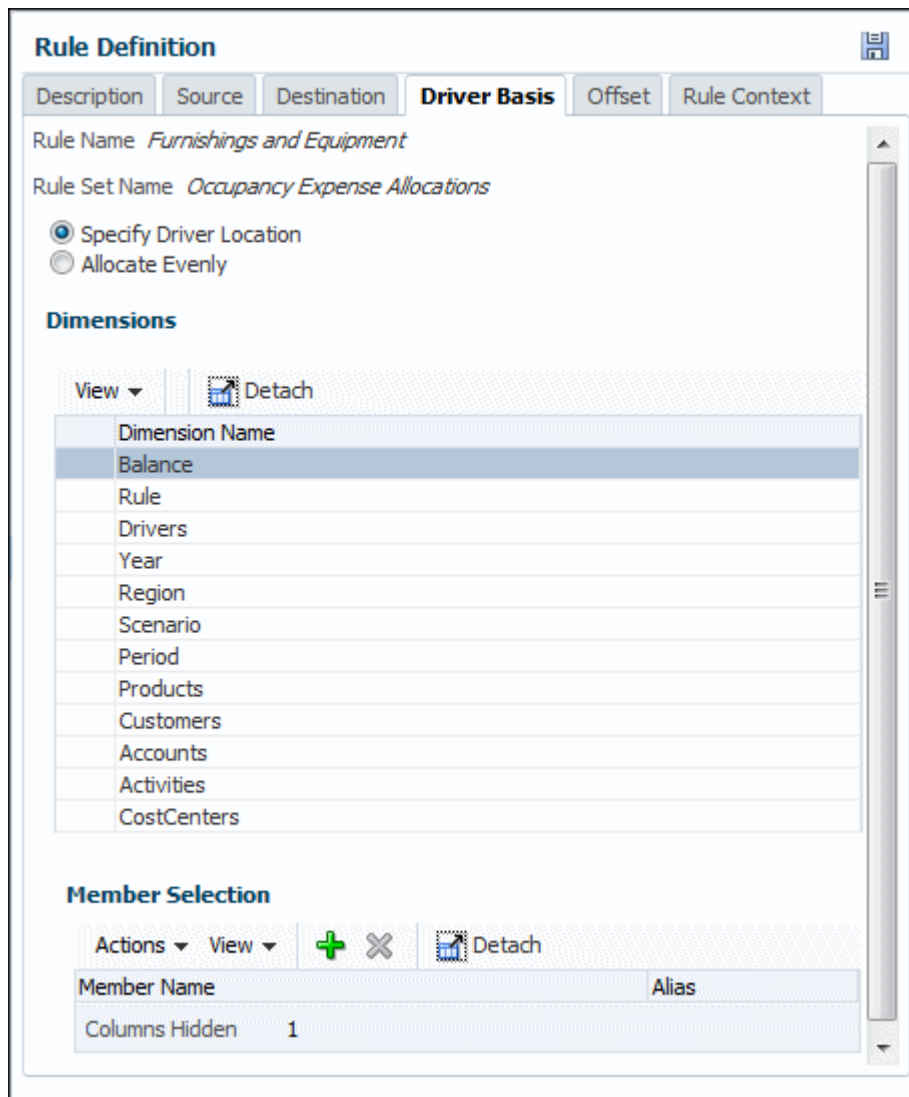 Rule Definition
Description Source Destination Driver Basis Offset Rule Context
Rule Name Furnishings and Equipment
Rule Set Name Occupancy Expense Allocations
Specify Driver Location
Allocate Evenly
Dimensions
View Detach
Dimension Name
Balance
Rule
Drivers
Year
Region
Scenario
Period
Products
Customers
Accounts
Activities
CostCenters
Member Selection
Actions View Detach
Member Name Alias
Columns Hidden 1